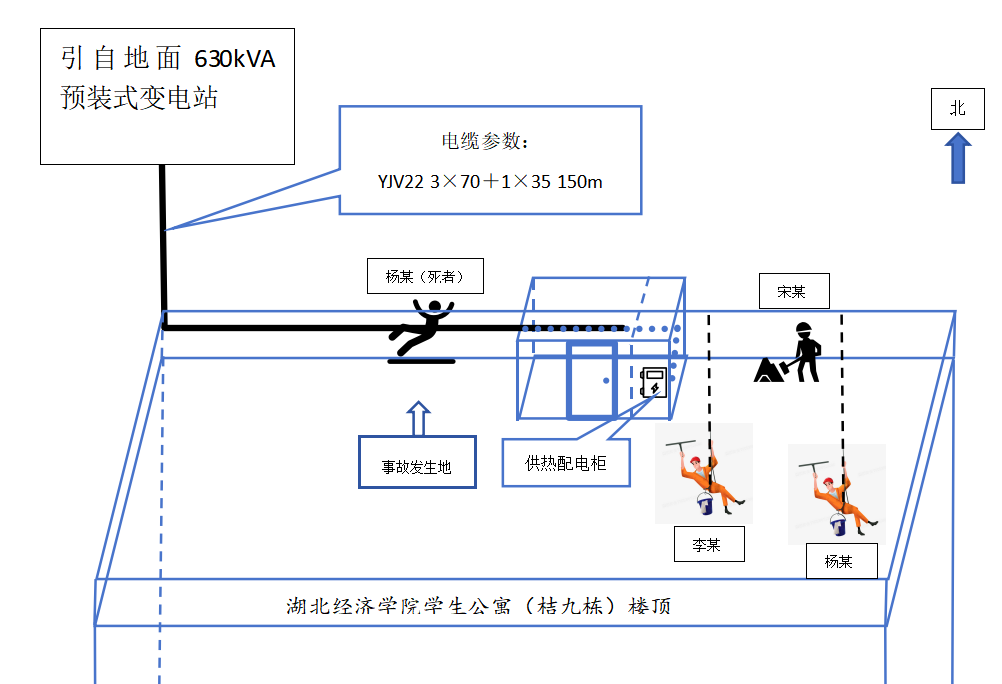 引自地面 630kVA
预装式变电站
北
电缆参数：
YJV22 3×70＋1×35 150m
杨某（死者）
宋某
事故发生地
供热配电柜
李某
杨某
湖北经济学院学生公寓（桔九栋）楼顶